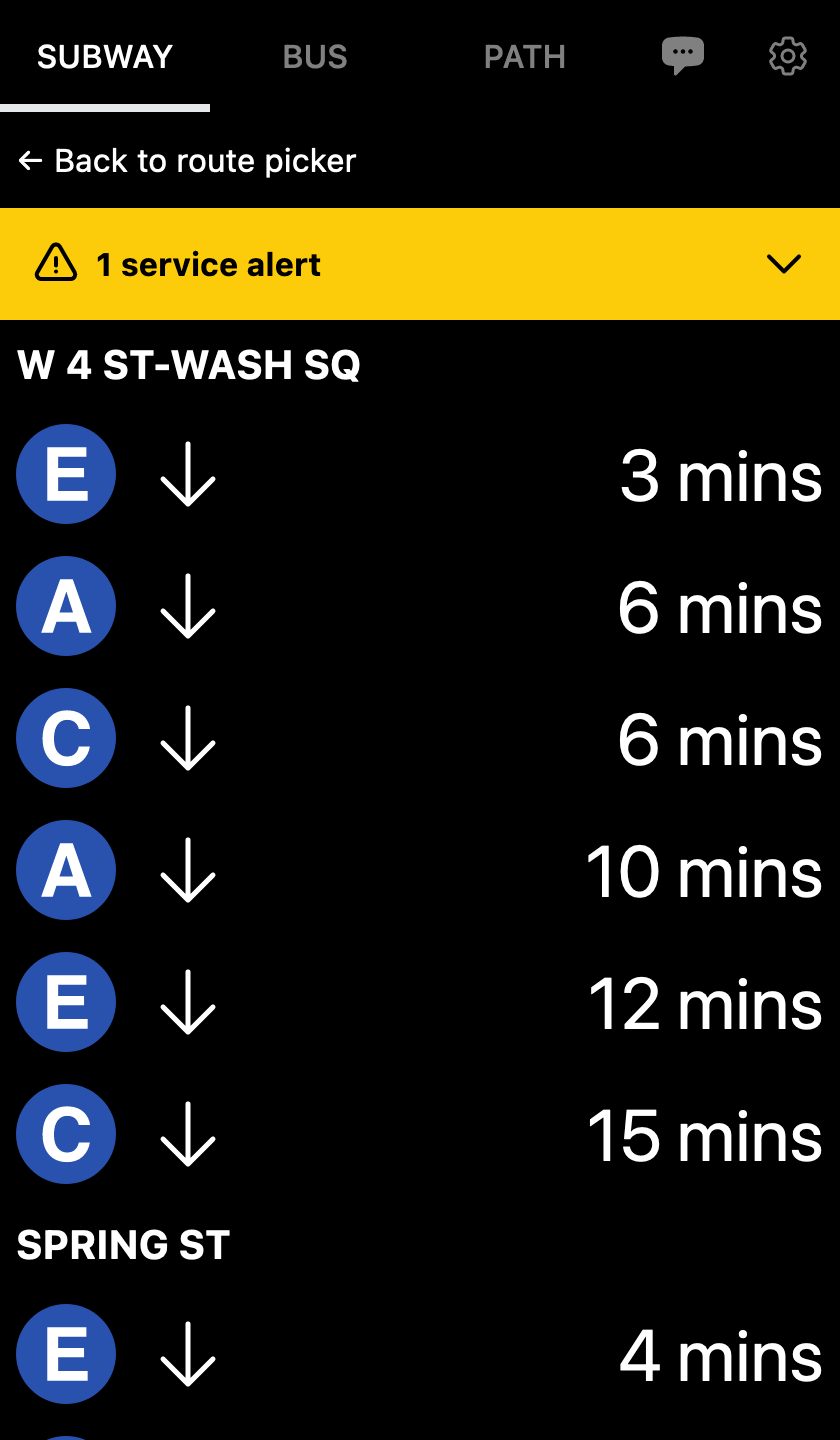 SUBWAY BUS PATH
← Back to route picker
1 service alert
W 4 ST-WASH SQ
E ↓ 3 mins
A ↓ 6 mins
C ↓ 6 mins
A ↓ 10 mins
E ↓ 12 mins
C ↓ 15 mins
SPRING ST
E ↓ 4 mins